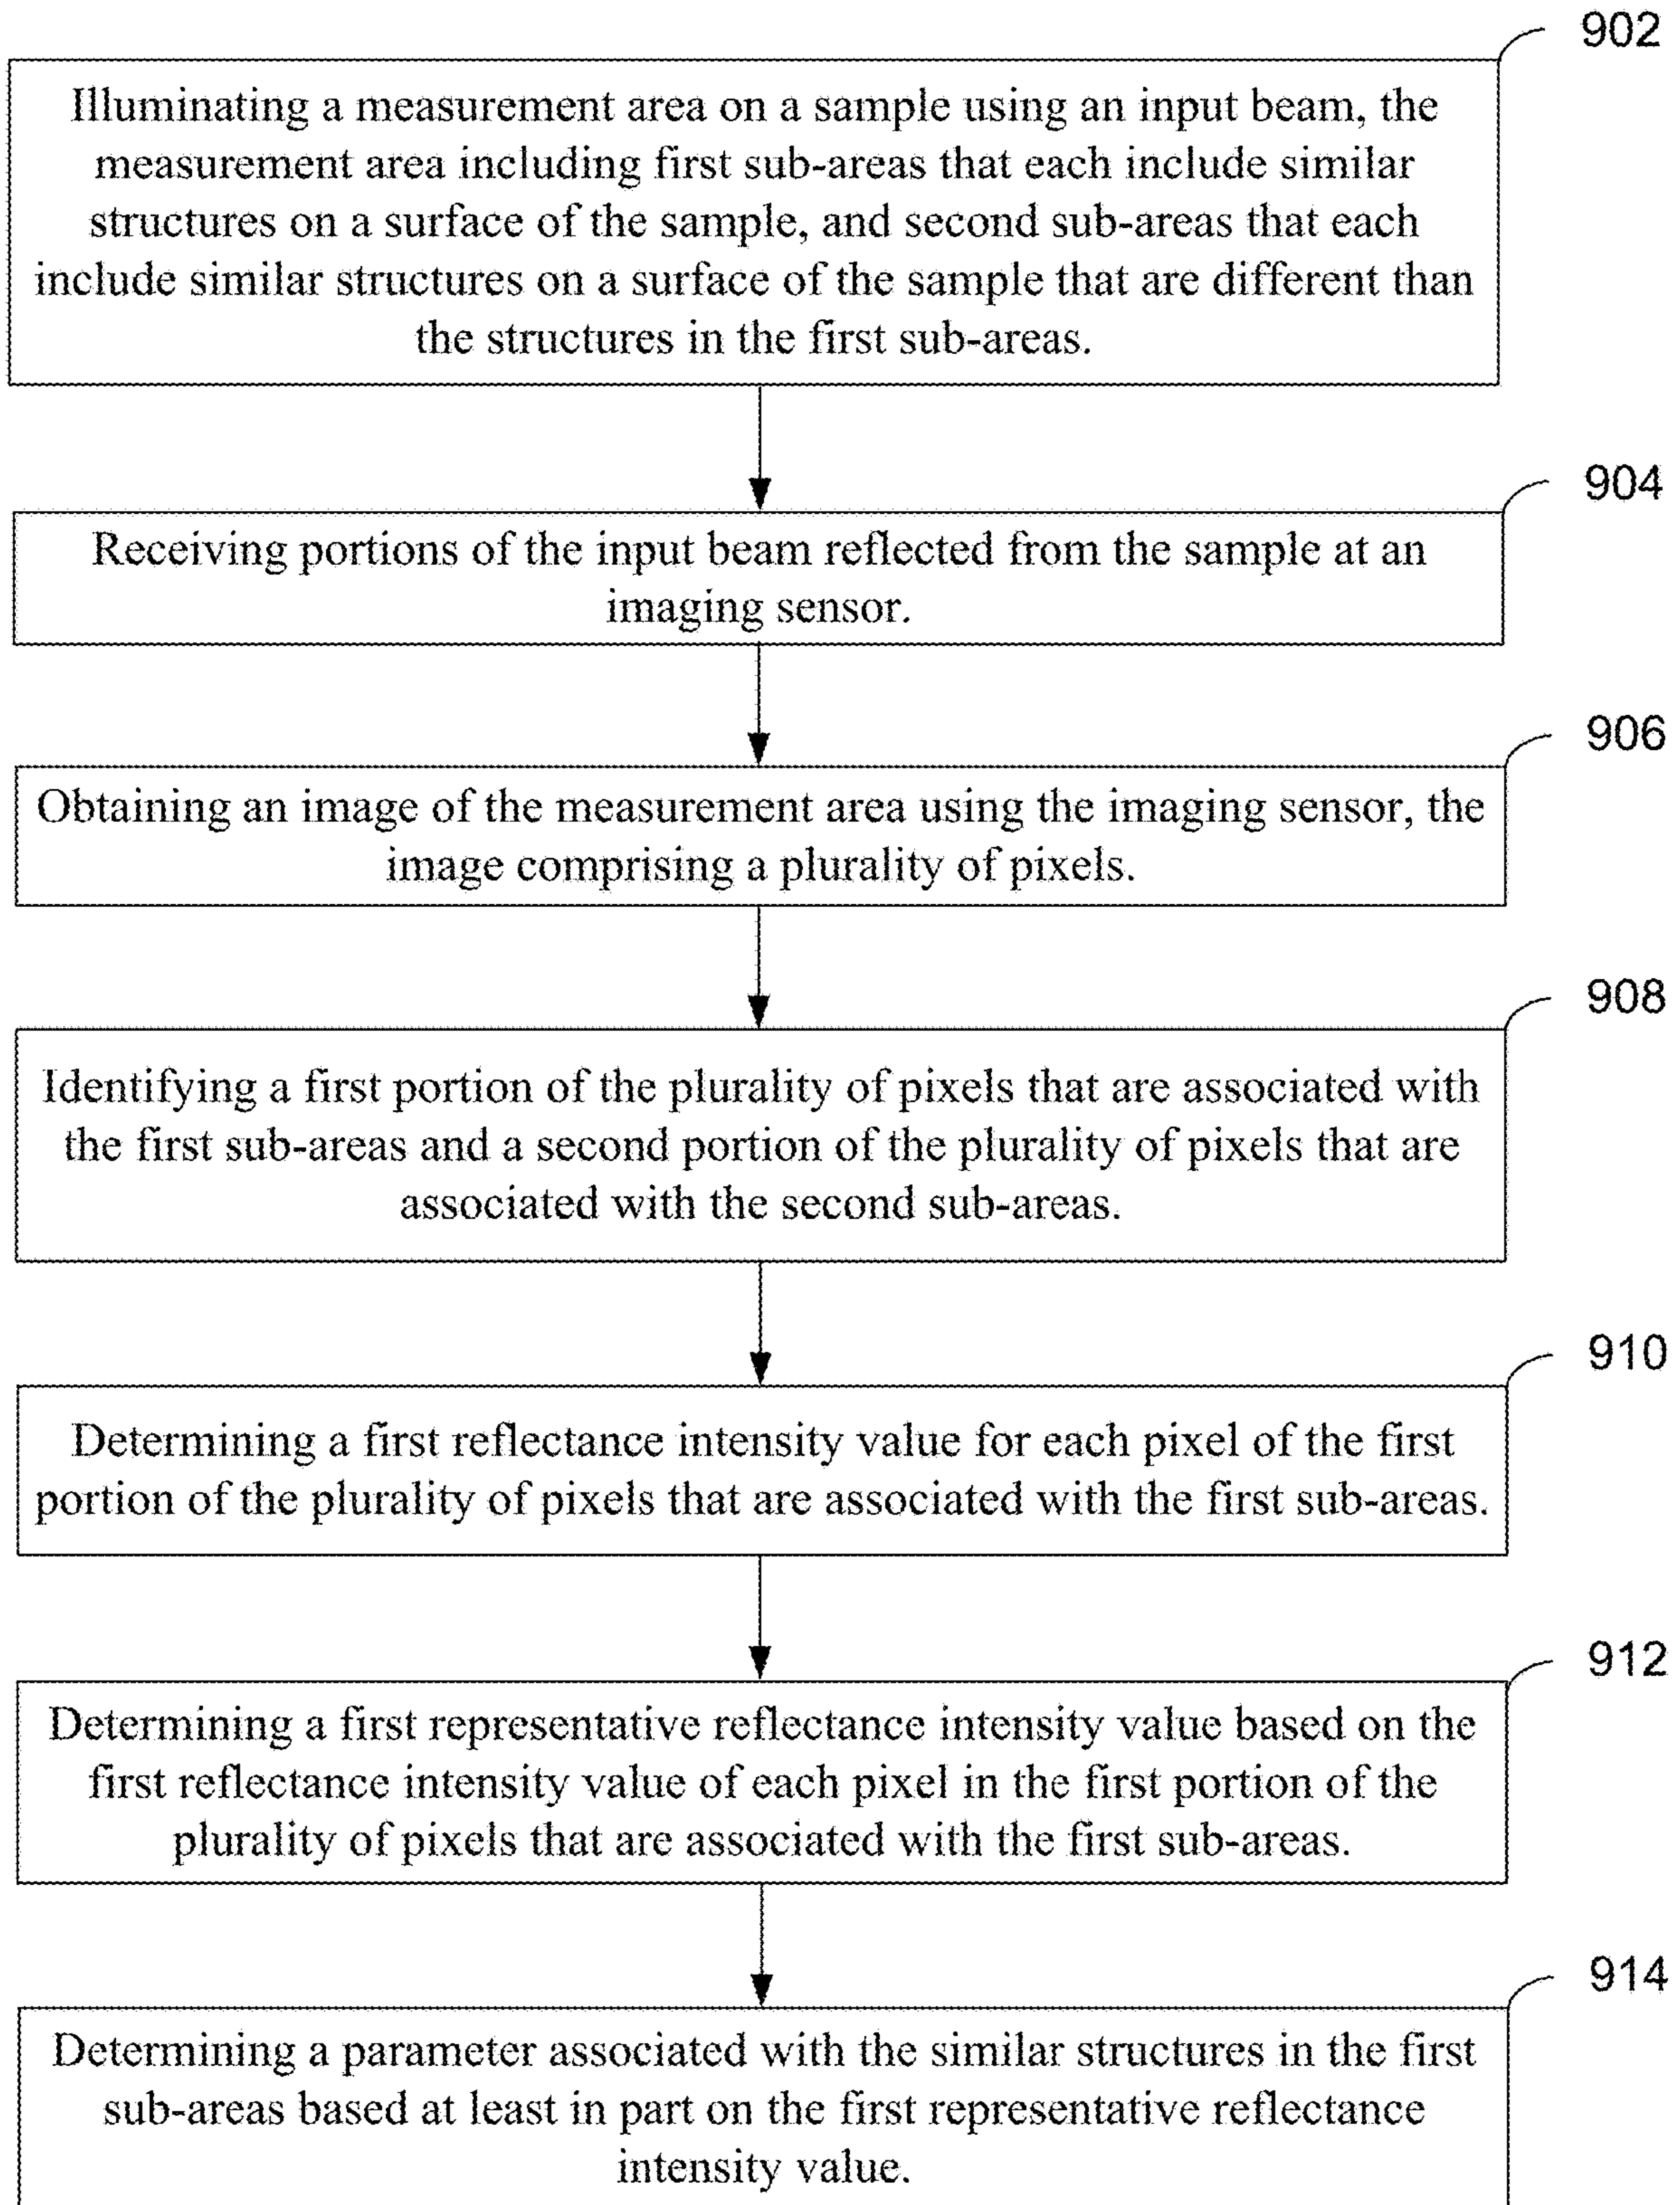 902
Illuminating a measurement area on a sample using an input beam, the
measurement area including first sub-areas that each include similar
structures on a surface of the sample, and second sub-areas that each
include similar structures on a surface of the sample that are different than
the structures in the first sub-areas.
904
Receiving portions of the input beam reflected from the sample at an
imaging sensor.
906
Obtaining an image of the measurement area using the imaging sensor, the
image comprising a plurality of pixels.
908
Identifying a first portion of the plurality of pixels that are associated with
the first sub-areas and a second portion of the plurality of pixels that are
associated with the second sub-areas.
910
Determining a first reflectance intensity value for each pixel of the first
portion of the plurality of pixels that are associated with the first sub-areas.
912
Determining a first representative reflectance intensity value based on the
first reflectance intensity value of each pixel in the first portion of the
plurality of pixels that are associated with the first sub-areas.
914
Determining a parameter associated with the similar structures in the first
sub-areas based at least in part on the first representative reflectance
intensity value.